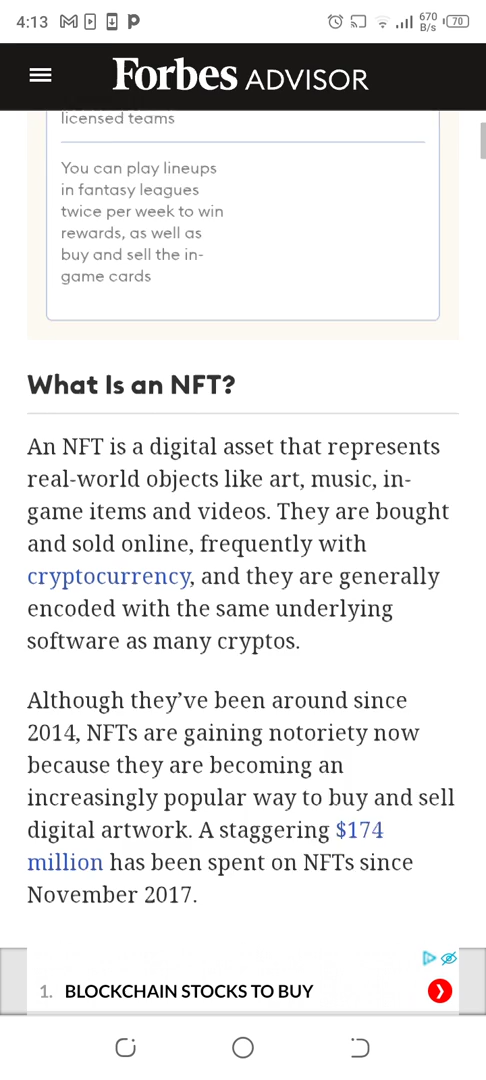 4:13
P
670
B/s
70
Forbes ADVISOR
licensed teams
You can play lineups
in fantasy leagues
twice per week to win
rewards, as well as
buy and sell the in-
game cards
What Is an NFT?
An NFT is a digital asset that represents
real-world objects like art, music, in-
game items and videos. They are bought
and sold online, frequently with
cryptocurrency, and they are generally
encoded with the same underlying
software as many cryptos.
Although they’ve been around since
2014, NFTs are gaining notoriety now
because they are becoming an
increasingly popular way to buy and sell
digital artwork. A staggering $174
million has been spent on NFTs since
November 2017.
1. BLOCKCHAIN STOCKS TO BUY